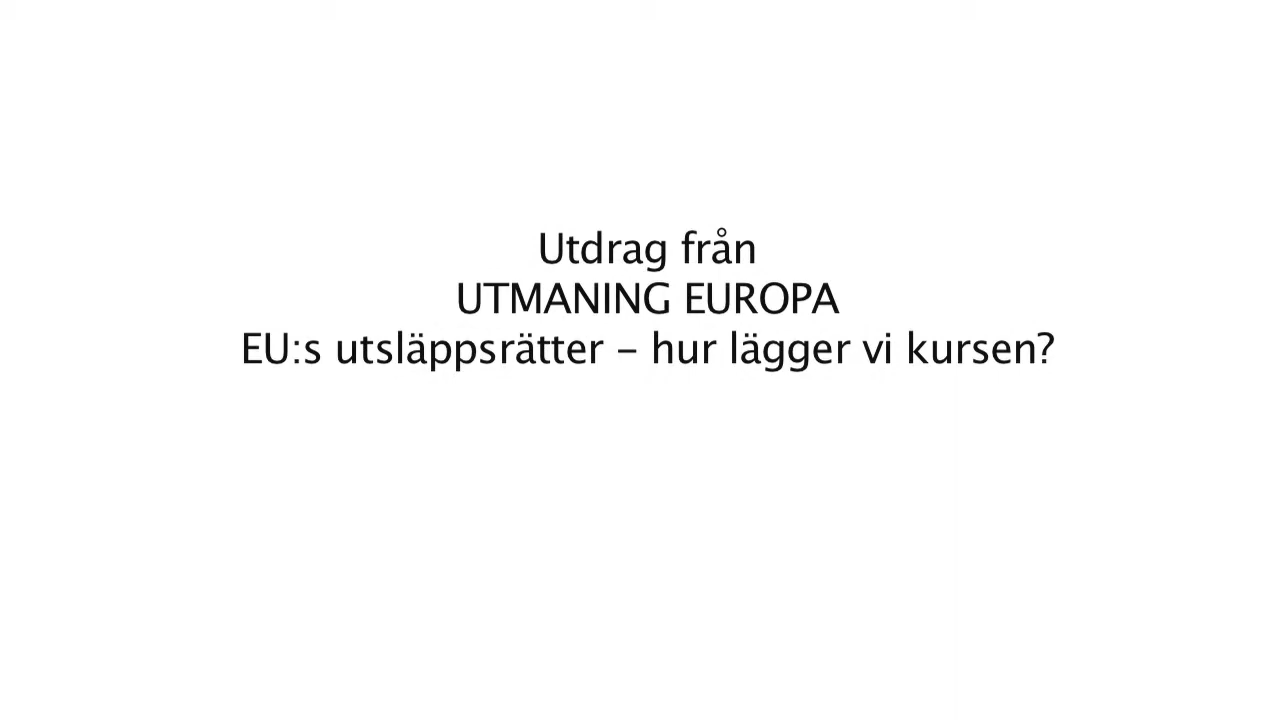 Utdrag från
UTMANING EUROPA
EU:s utsläppsrätter – hur lägger vi kursen?